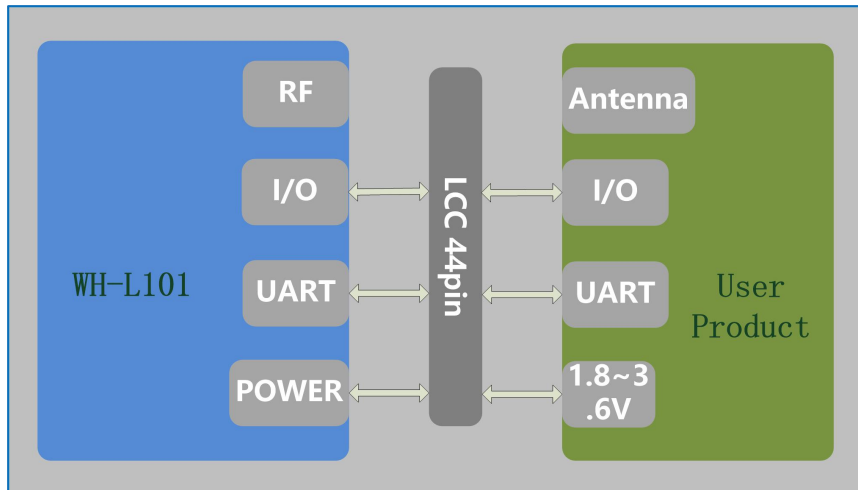 RF
I/O
WH-L101
UART
POWER
LCC 44pin
Antenna
I/O
UART
User
Product
1.8~3
.6V